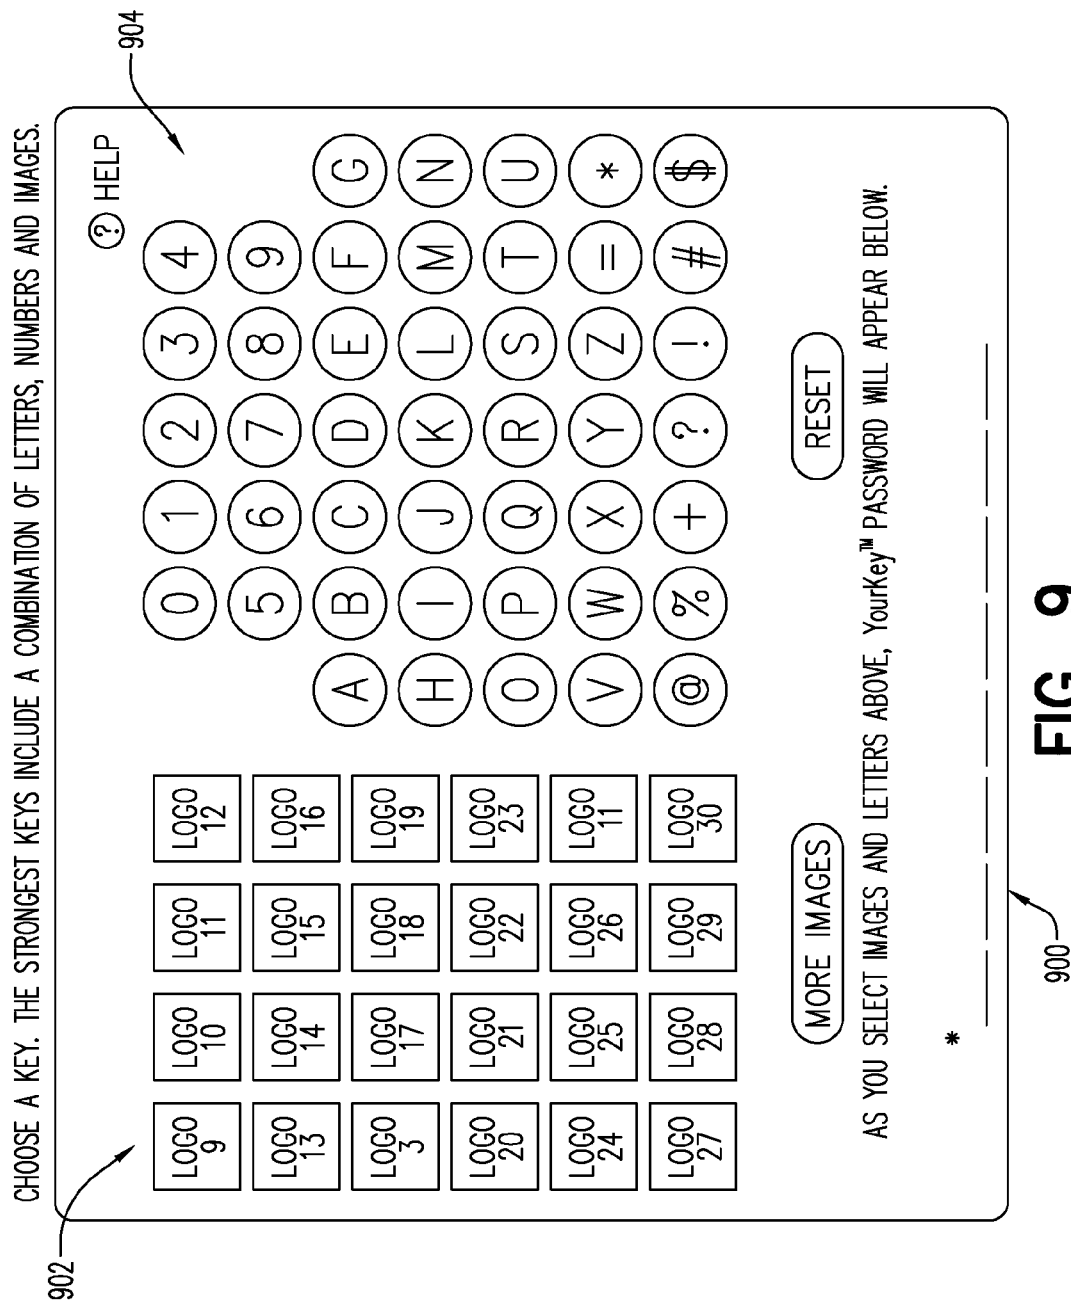 CHOOSE A KEY. THE STRONGEST KEYS INCLUDE A COMBINATION OF LETTERS, NUMBERS AND IMAGES.
902
904
? HELP
LOGO 9 LOGO 10 LOGO 11 LOGO 12
LOGO 13 LOGO 14 LOGO 15 LOGO 16
LOGO 3 LOGO 17 LOGO 18 LOGO 19
LOGO 20 LOGO 21 LOGO 22 LOGO 23
LOGO 24 LOGO 25 LOGO 26 LOGO 11
LOGO 27 LOGO 28 LOGO 29 LOGO 30
0 1 2 3 4
5 6 7 8 9
A B C D E F G
H I J K L M N
O P Q R S T U
V W X Y Z = *
@ % + ? ! # $
MORE IMAGES RESET
AS YOU SELECT IMAGES AND LETTERS ABOVE, YourKey™ PASSWORD WILL APPEAR BELOW.
*
900
FIG 9